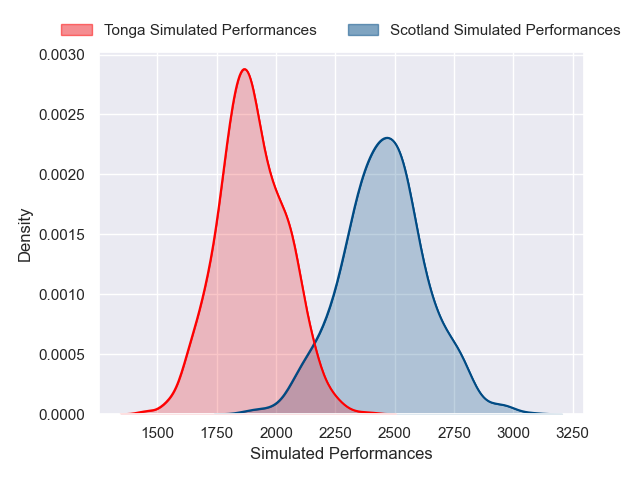 Tonga Simulated Performances Scotland Simulated Performances
0.0030
0.0025
0.0020
0.0015
0.0010
0.0005
0.0000
Density
1500 1750 2000 2250 2500 2750 3000 3250
Simulated Performances